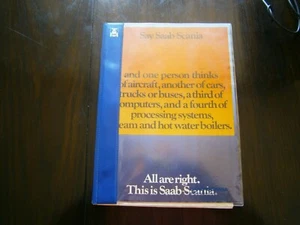 Say Saab-Scania
and one person thinks
of aircraft, another of cars,
trucks or buses, a third of
computers, and a fourth of
processing systems,
steam and hot water boilers.
All are right.
This is Saab-Scania.